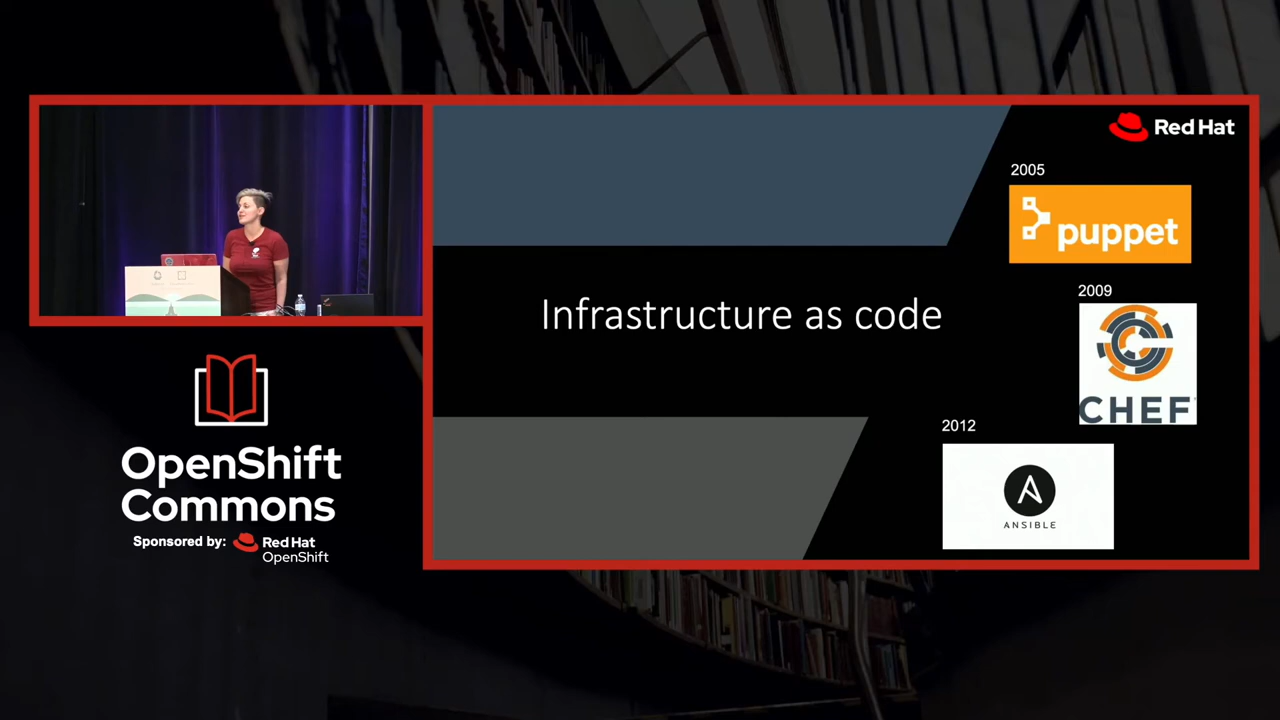 Red Hat
2005
puppet
Infrastructure as code
2009
CHEF
2012
ANSIBLE
OpenShift
Commons
Sponsored by:
Red Hat
OpenShift